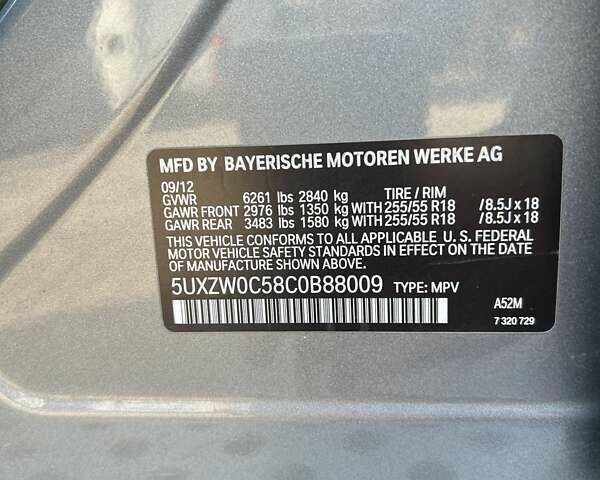 MFD BY BAYERISCHE MOTOREN WERKE AG
09/12
GVWR 6261 lbs 2840 kg TIRE / RIM
GAWR FRONT 2976 lbs 1350 kg WITH 255/55 R18 /8.5J x 18
GAWR REAR 3483 lbs 1580 kg WITH 255/55 R18 /8.5J x 18
THIS VEHICLE CONFORMS TO ALL APPLICABLE U. S. FEDERAL
MOTOR VEHICLE SAFETY STANDARDS IN EFFECT ON THE DATE
OF MANUFACTURE SHOWN ABOVE.
5UXZW0C58C0B88009 TYPE: MPV
A52M
7 320 729